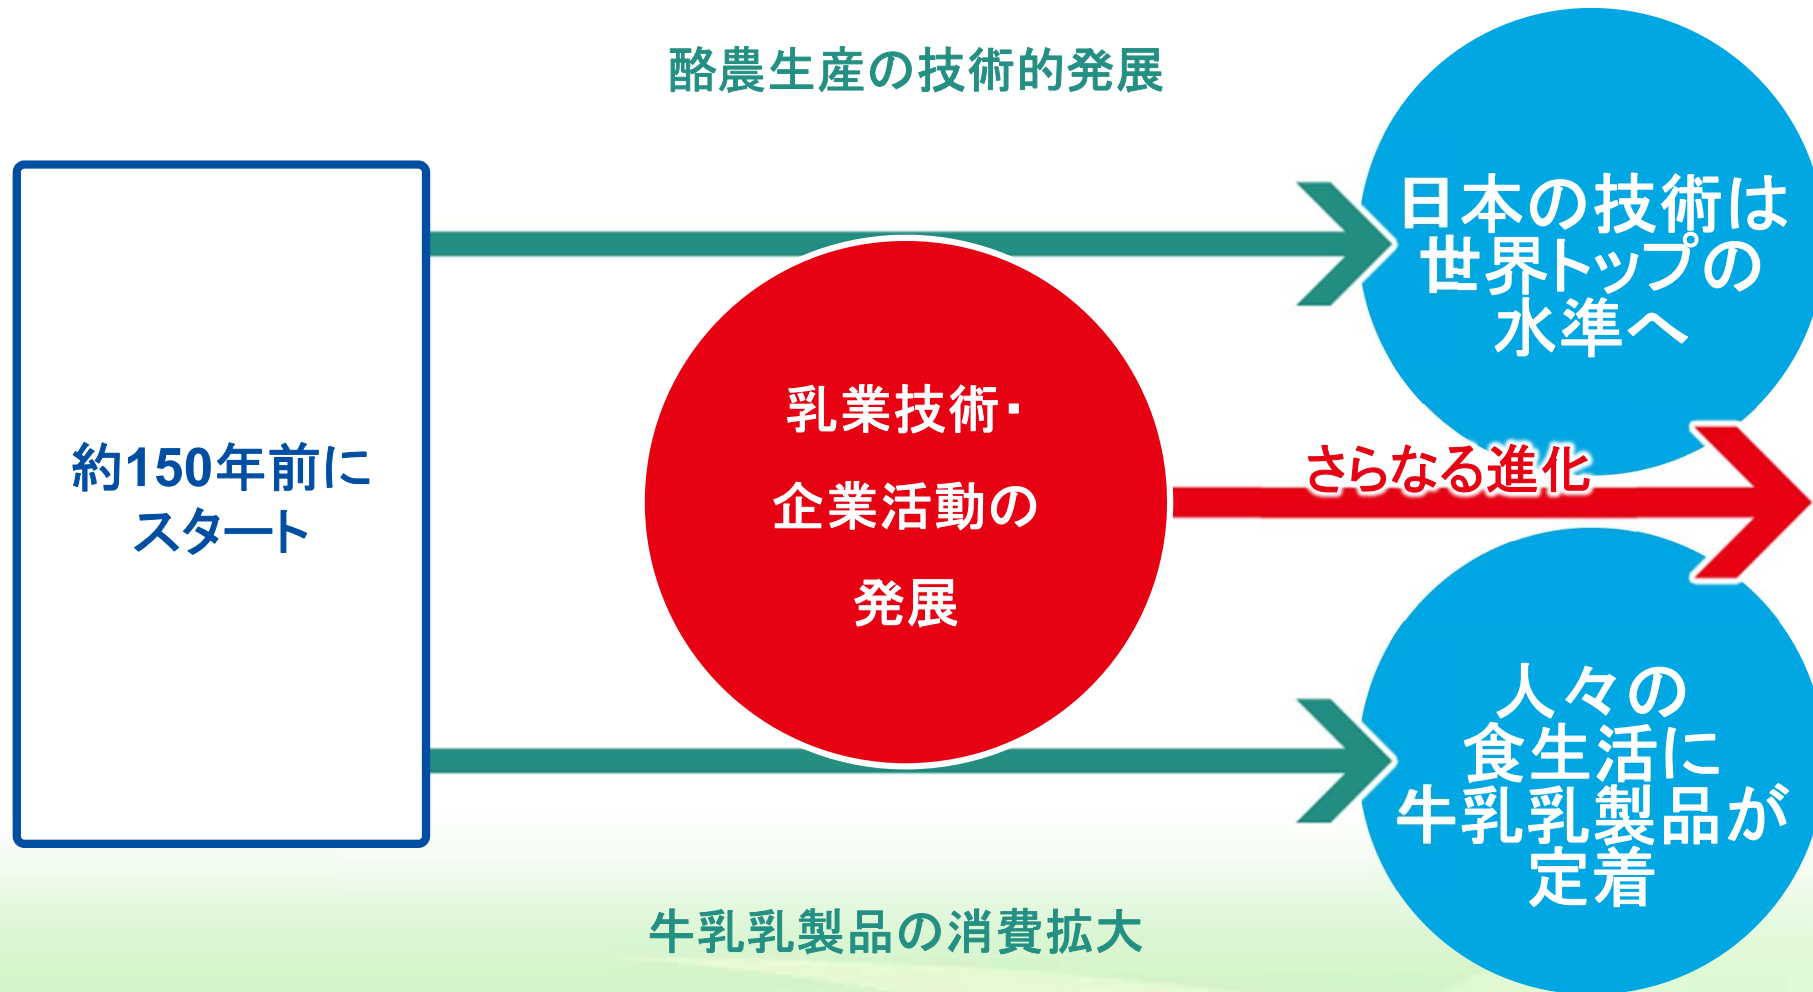 酪農生産の技術的発展
約150年前に
スタート
乳業技術・
企業活動の
発展
日本の技術は
世界トップの
水準へ
さらなる進化
人々の
食生活に
牛乳乳製品が
定着
牛乳乳製品の消費拡大